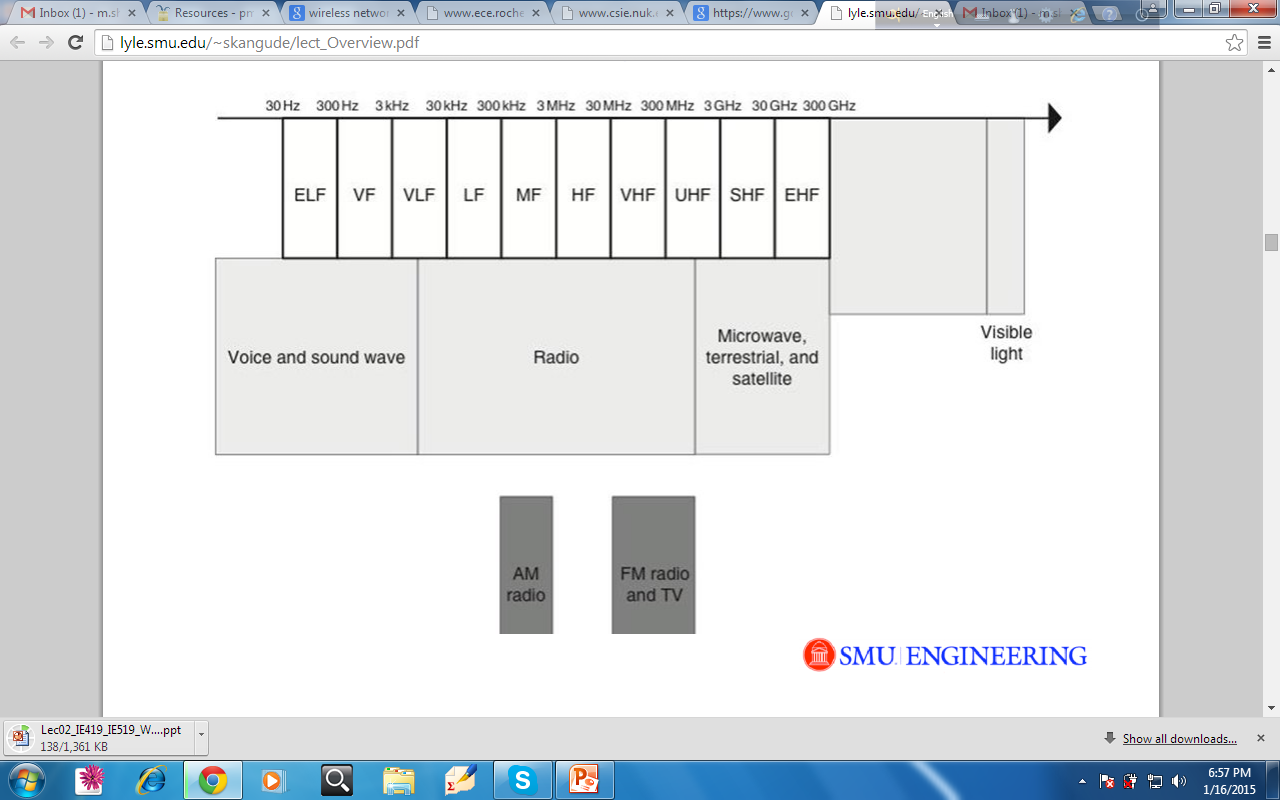 Inbox (1) - m.sh
Resources - pm
wireless networ
www.ece.roche
www.csie.nuk.e
https://www.go
lyle.smu.edu/
English
Inbox (1) - m.sh
lyle.smu.edu/~skangude/lect_Overview.pdf
30 Hz 300 Hz 3 kHz 30 kHz 300 kHz 3 MHz 30 MHz 300 MHz 3 GHz 30 GHz 300 GHz
ELF VF VLF LF MF HF VHF UHF SHF EHF
Voice and sound wave
Radio
Microwave,
terrestrial, and
satellite
Visible
light
AM
radio
FM radio
and TV
SMU ENGINEERING
Lec02_IE419_IE519_W....ppt
138/1,361 KB
Show all downloads...
6:57 PM
1/16/2015